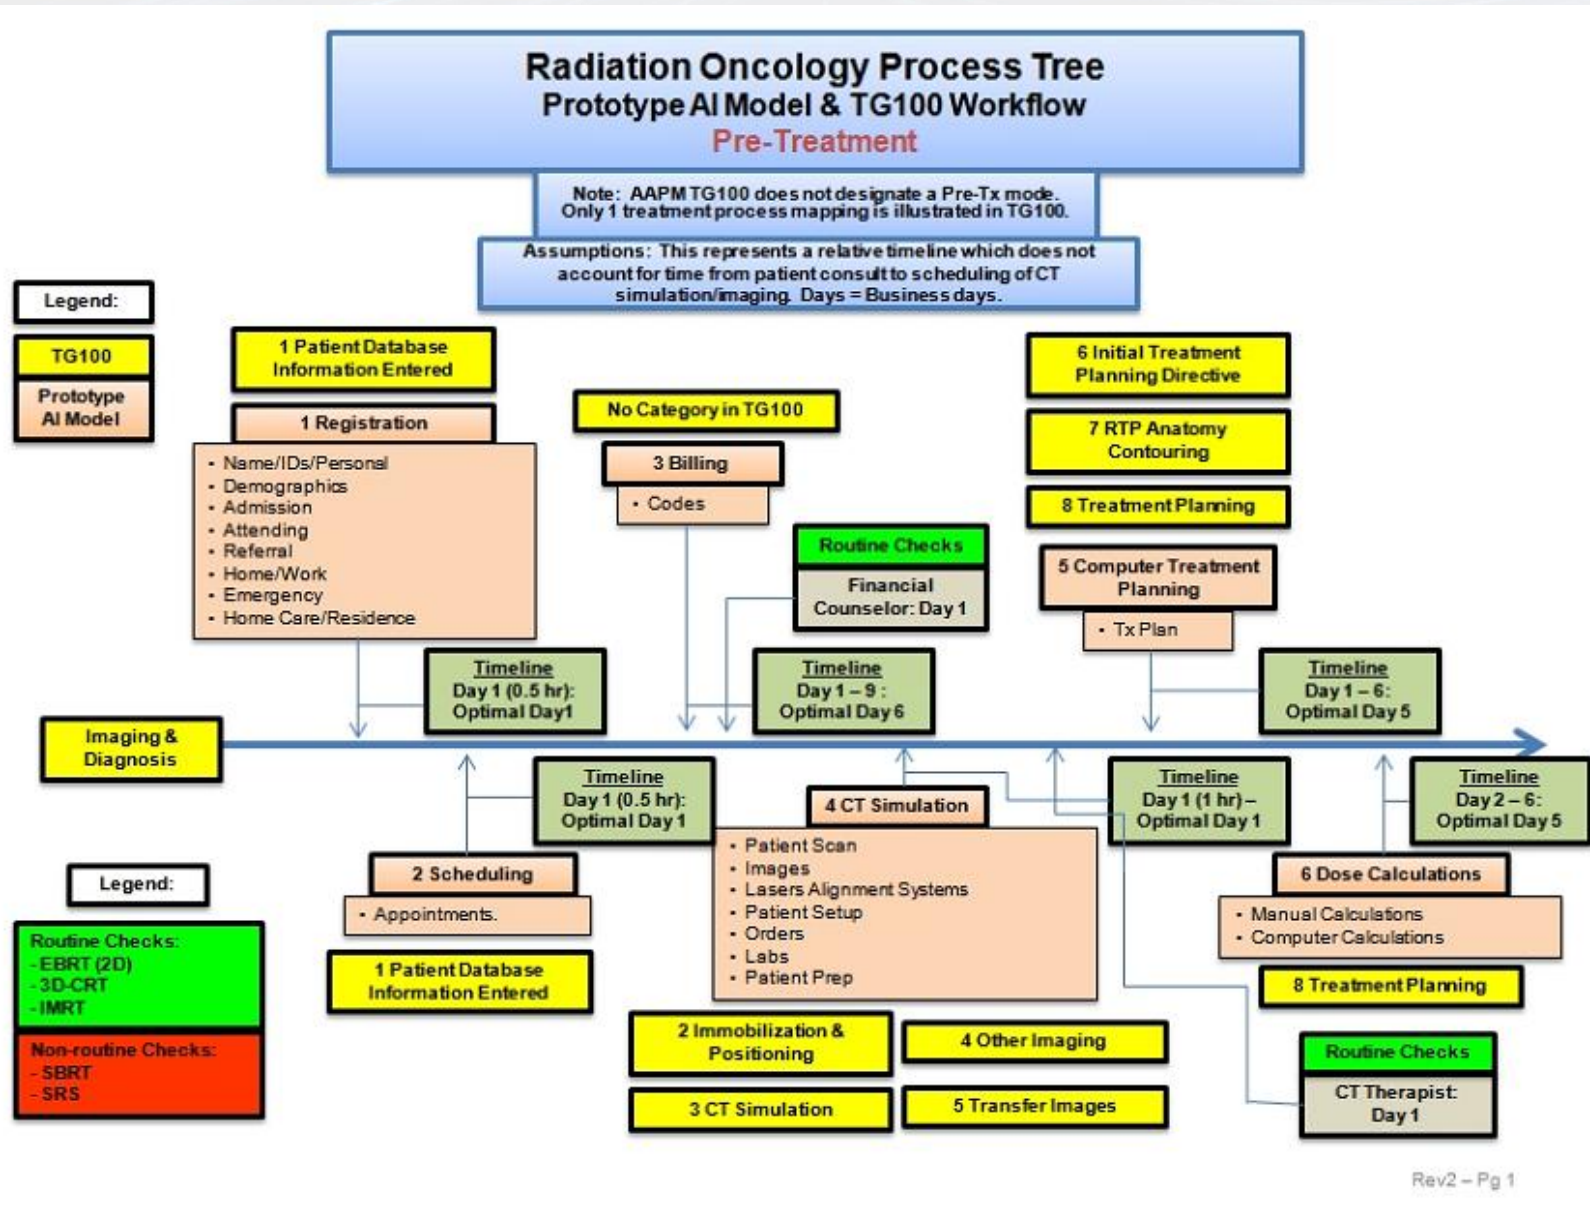 Radiation Oncology Process Tree
Prototype AI Model & TG100 Workflow
Pre-Treatment
Note: AAPM TG100 does not designate a Pre-Tx mode.
Only 1 treatment process mapping is illustrated in TG100.
Assumptions: This represents a relative timeline which does not
account for time from patient consult to scheduling of CT
simulation/imaging. Days = Business days.
Legend:
TG100
Prototype
AI Model
1 Patient Database
Information Entered
1 Registration
• Name/IDs/Personal
• Demographics
• Admission
• Attending
• Referral
• Home/Work
• Emergency
• Home Care/Residence
Timeline
Day 1 (0.5 hr):
Optimal Day1
No Category in TG100
3 Billing
• Codes
Routine Checks
Financial
Counselor: Day 1
Timeline
Day 1 – 9 :
Optimal Day 6
6 Initial Treatment
Planning Directive
7 RTP Anatomy
Contouring
8 Treatment Planning
5 Computer Treatment
Planning
• Tx Plan
Timeline
Day 1 – 6:
Optimal Day 5
Imaging &
Diagnosis
Timeline
Day 1 (0.5 hr):
Optimal Day 1
2 Scheduling
• Appointments.
1 Patient Database
Information Entered
4 CT Simulation
• Patient Scan
• Images
• Lasers Alignment Systems
• Patient Setup
• Orders
• Labs
• Patient Prep
Timeline
Day 1 (1 hr) –
Optimal Day 1
2 Immobilization &
Positioning
4 Other Imaging
3 CT Simulation
5 Transfer Images
Timeline
Day 2 – 6:
Optimal Day 5
6 Dose Calculations
• Manual Calculations
• Computer Calculations
8 Treatment Planning
Routine Checks
CT Therapist:
Day 1
Legend:
Routine Checks:
- EBRT (2D)
- 3D-CRT
- IMRT
Non-routine Checks:
- SBRT
- SRS
Rev2 – Pg 1